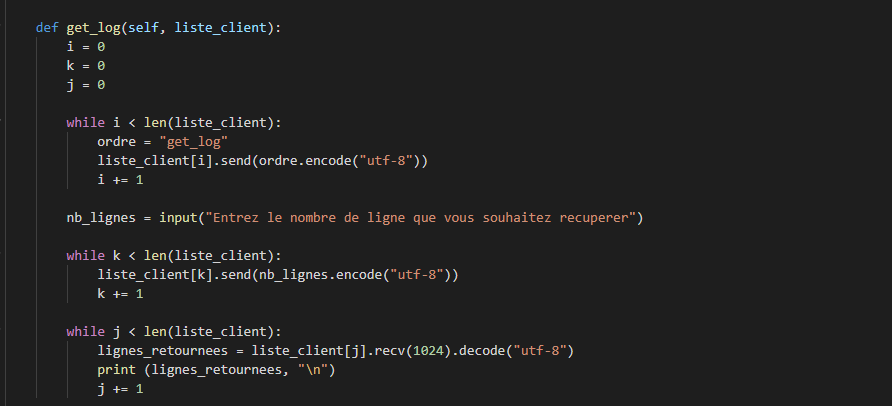 def get_log(self, liste_client):
    i = 0
    k = 0
    j = 0
    while i < len(liste_client):
        ordre = "get_log"
        liste_client[i].send(ordre.encode("utf-8"))
        i += 1
    nb_lignes = input("Entrez le nombre de ligne que vous souhaitez recuperer")
    while k < len(liste_client):
        liste_client[k].send(nb_lignes.encode("utf-8"))
        k += 1
    while j < len(liste_client):
        lignes_retournees = liste_client[j].recv(1024).decode("utf-8")
        print (lignes_retournees, "\n")
        j += 1